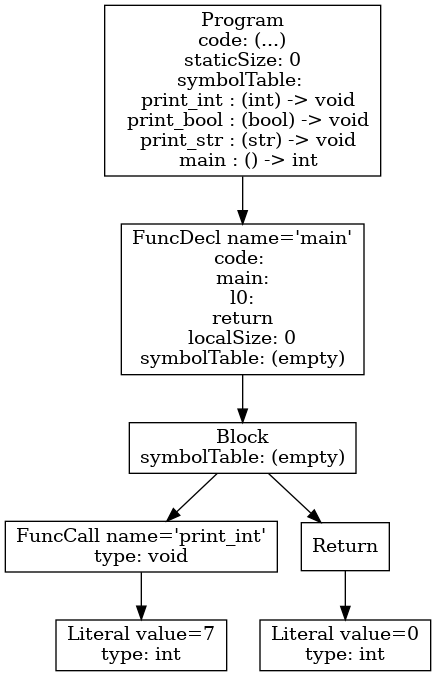 Program
code: (...)
staticSize: 0
symbolTable:
print_int : (int) -> void
print_bool : (bool) -> void
print_str : (str) -> void
main : () -> int
FuncDecl name='main'
code:
main:
l0:
return
localSize: 0
symbolTable: (empty)
Block
symbolTable: (empty)
FuncCall name='print_int'
type: void
Return
Literal value=7
type: int
Literal value=0
type: int